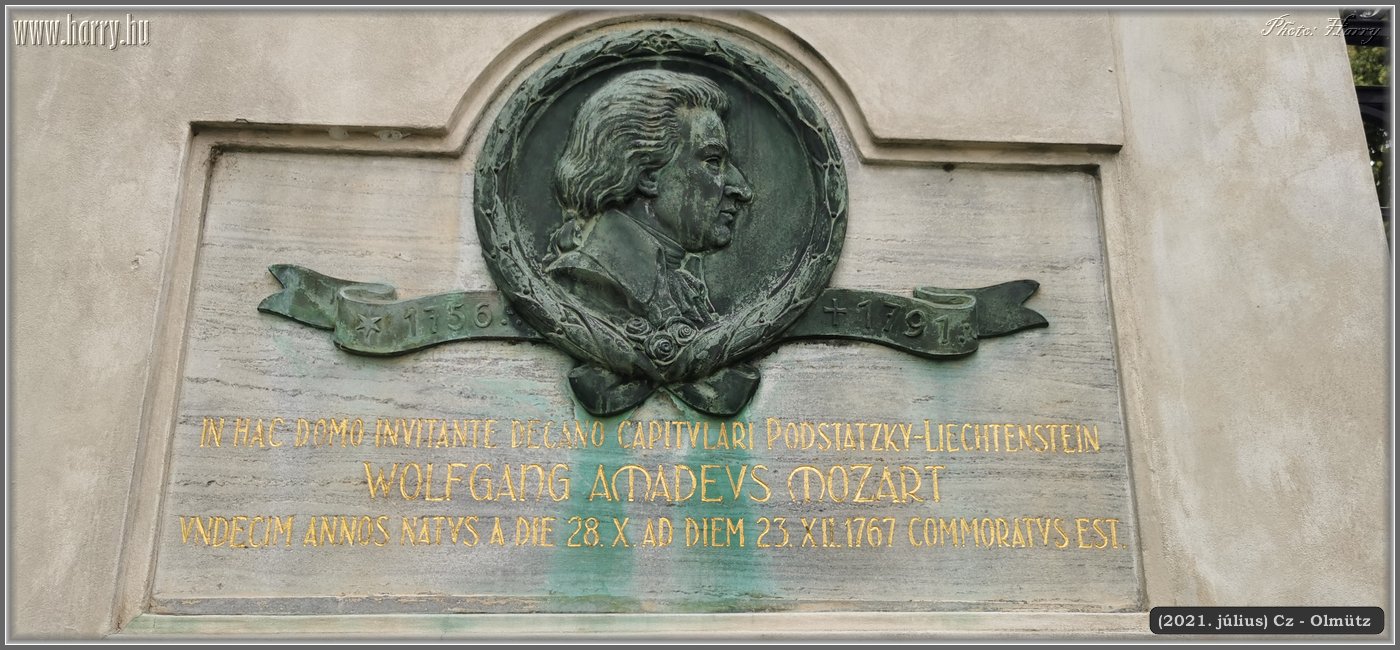 www.harry.hu
Photo: Harry
* 1756
† 1791.
IN HAC DOMO INVITANTE DECANO CAPITVLARI PODSTATZKY-LIECHTENSTEIN
WOLFGANG AMADEVS MOZART
VNDECIM ANNOS NATVS A DIE 28. X. AD DIEM 23. XII. 1767 COMMORATVS EST.
(2021. július) Cz - Olmütz